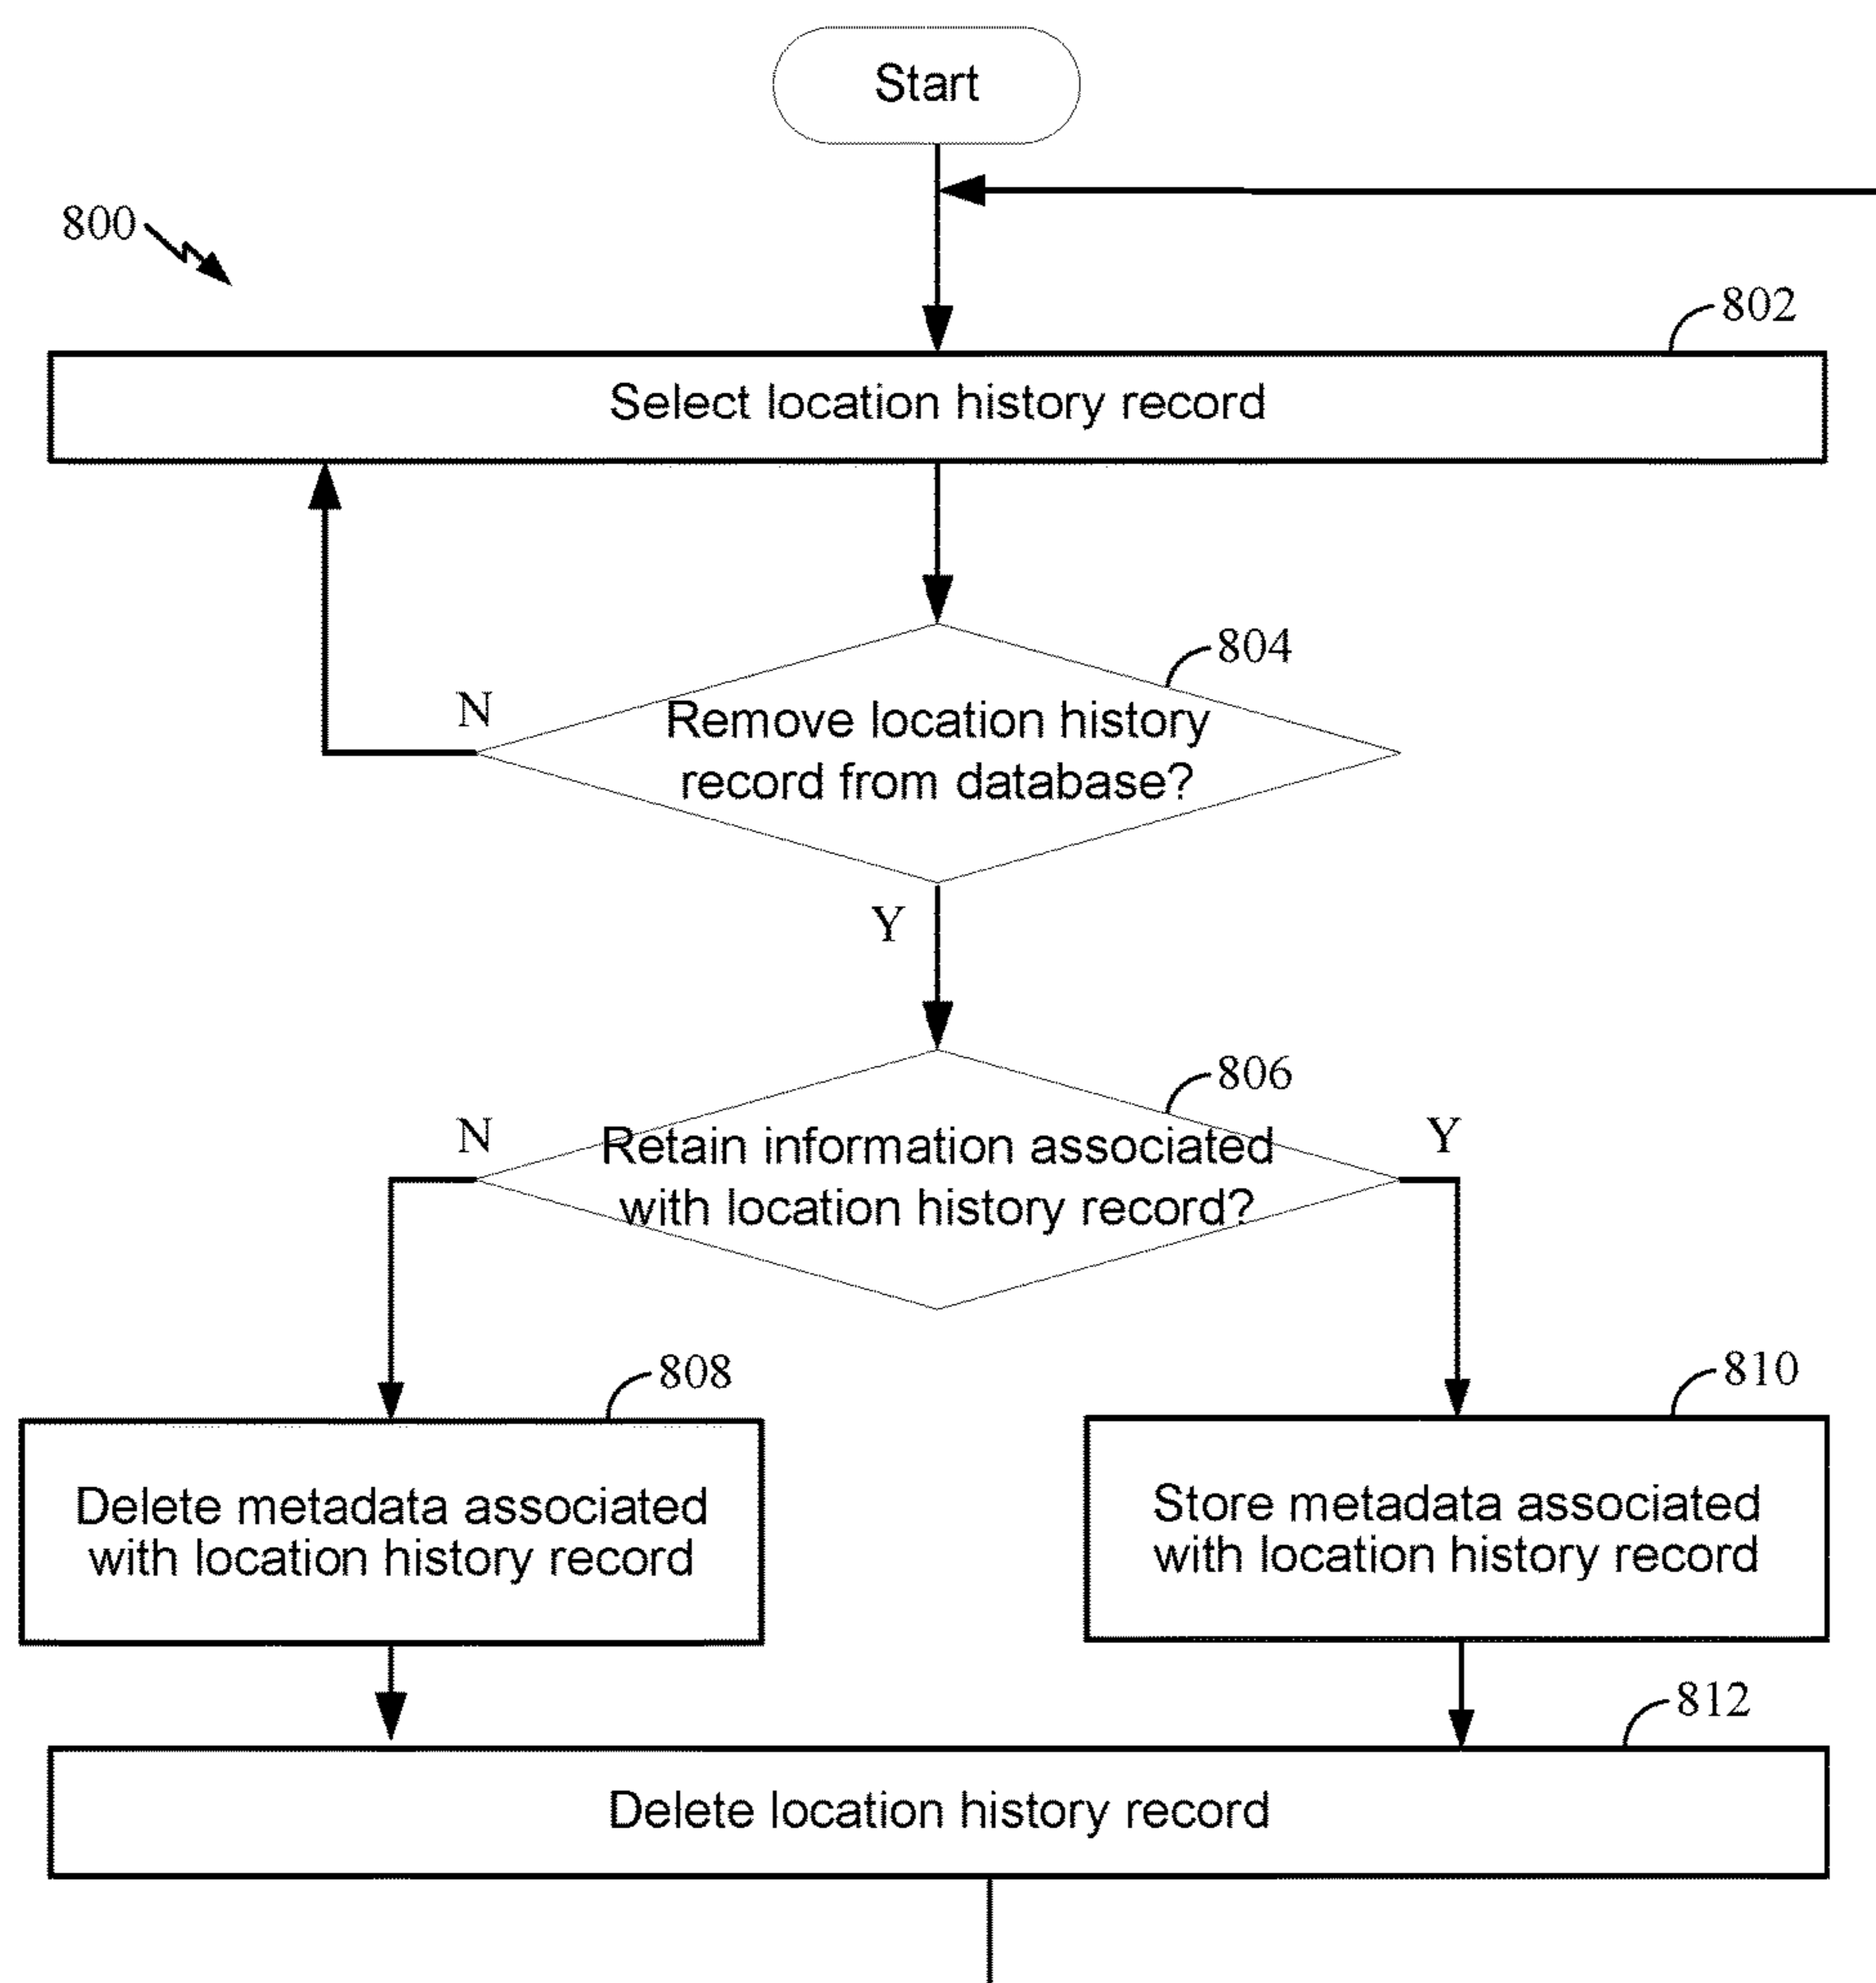 Start
800
802
Select location history record
804
N
Remove location history
record from database?
Y
806
N
Retain information associated
Y
with location history record?
808
810
Delete metadata associated
with location history record
Store metadata associated
with location history record
812
Delete location history record